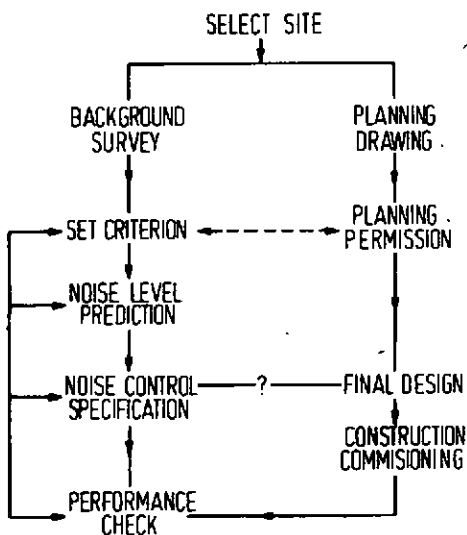 SELECT SITE
BACKGROUND
SURVEY
PLANNING
DRAWING
SET CRITERION
PLANNING
PERMISSION
NOISE LEVEL
PREDICTION
NOISE CONTROL
SPECIFICATION
?
FINAL DESIGN
CONSTRUCTION
COMMISIONING
PERFORMANCE
CHECK